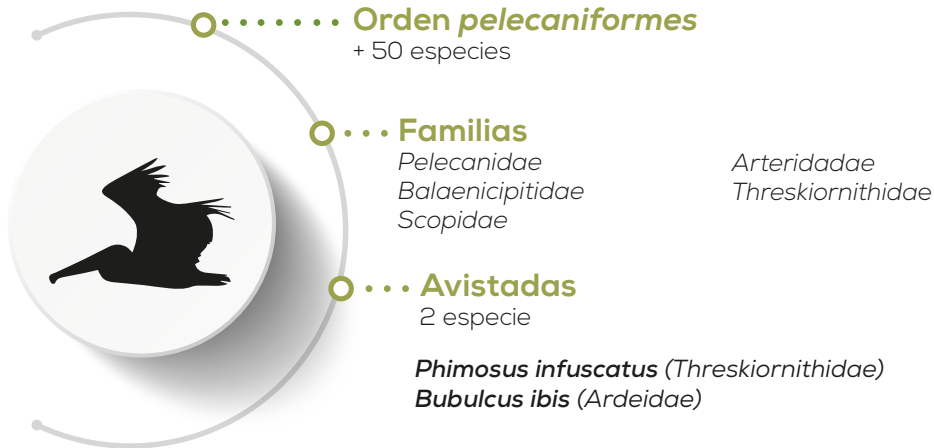 Orden pelecaniformes
+ 50 especies
Familias
Pelecanidae
Balaenicipitidae
Scopidae
Arteridadae
Threskiornithidae
Avistadas
2 especie
Phimosus infuscatus (Threskiornithidae)
Bubulcus ibis (Ardeidae)